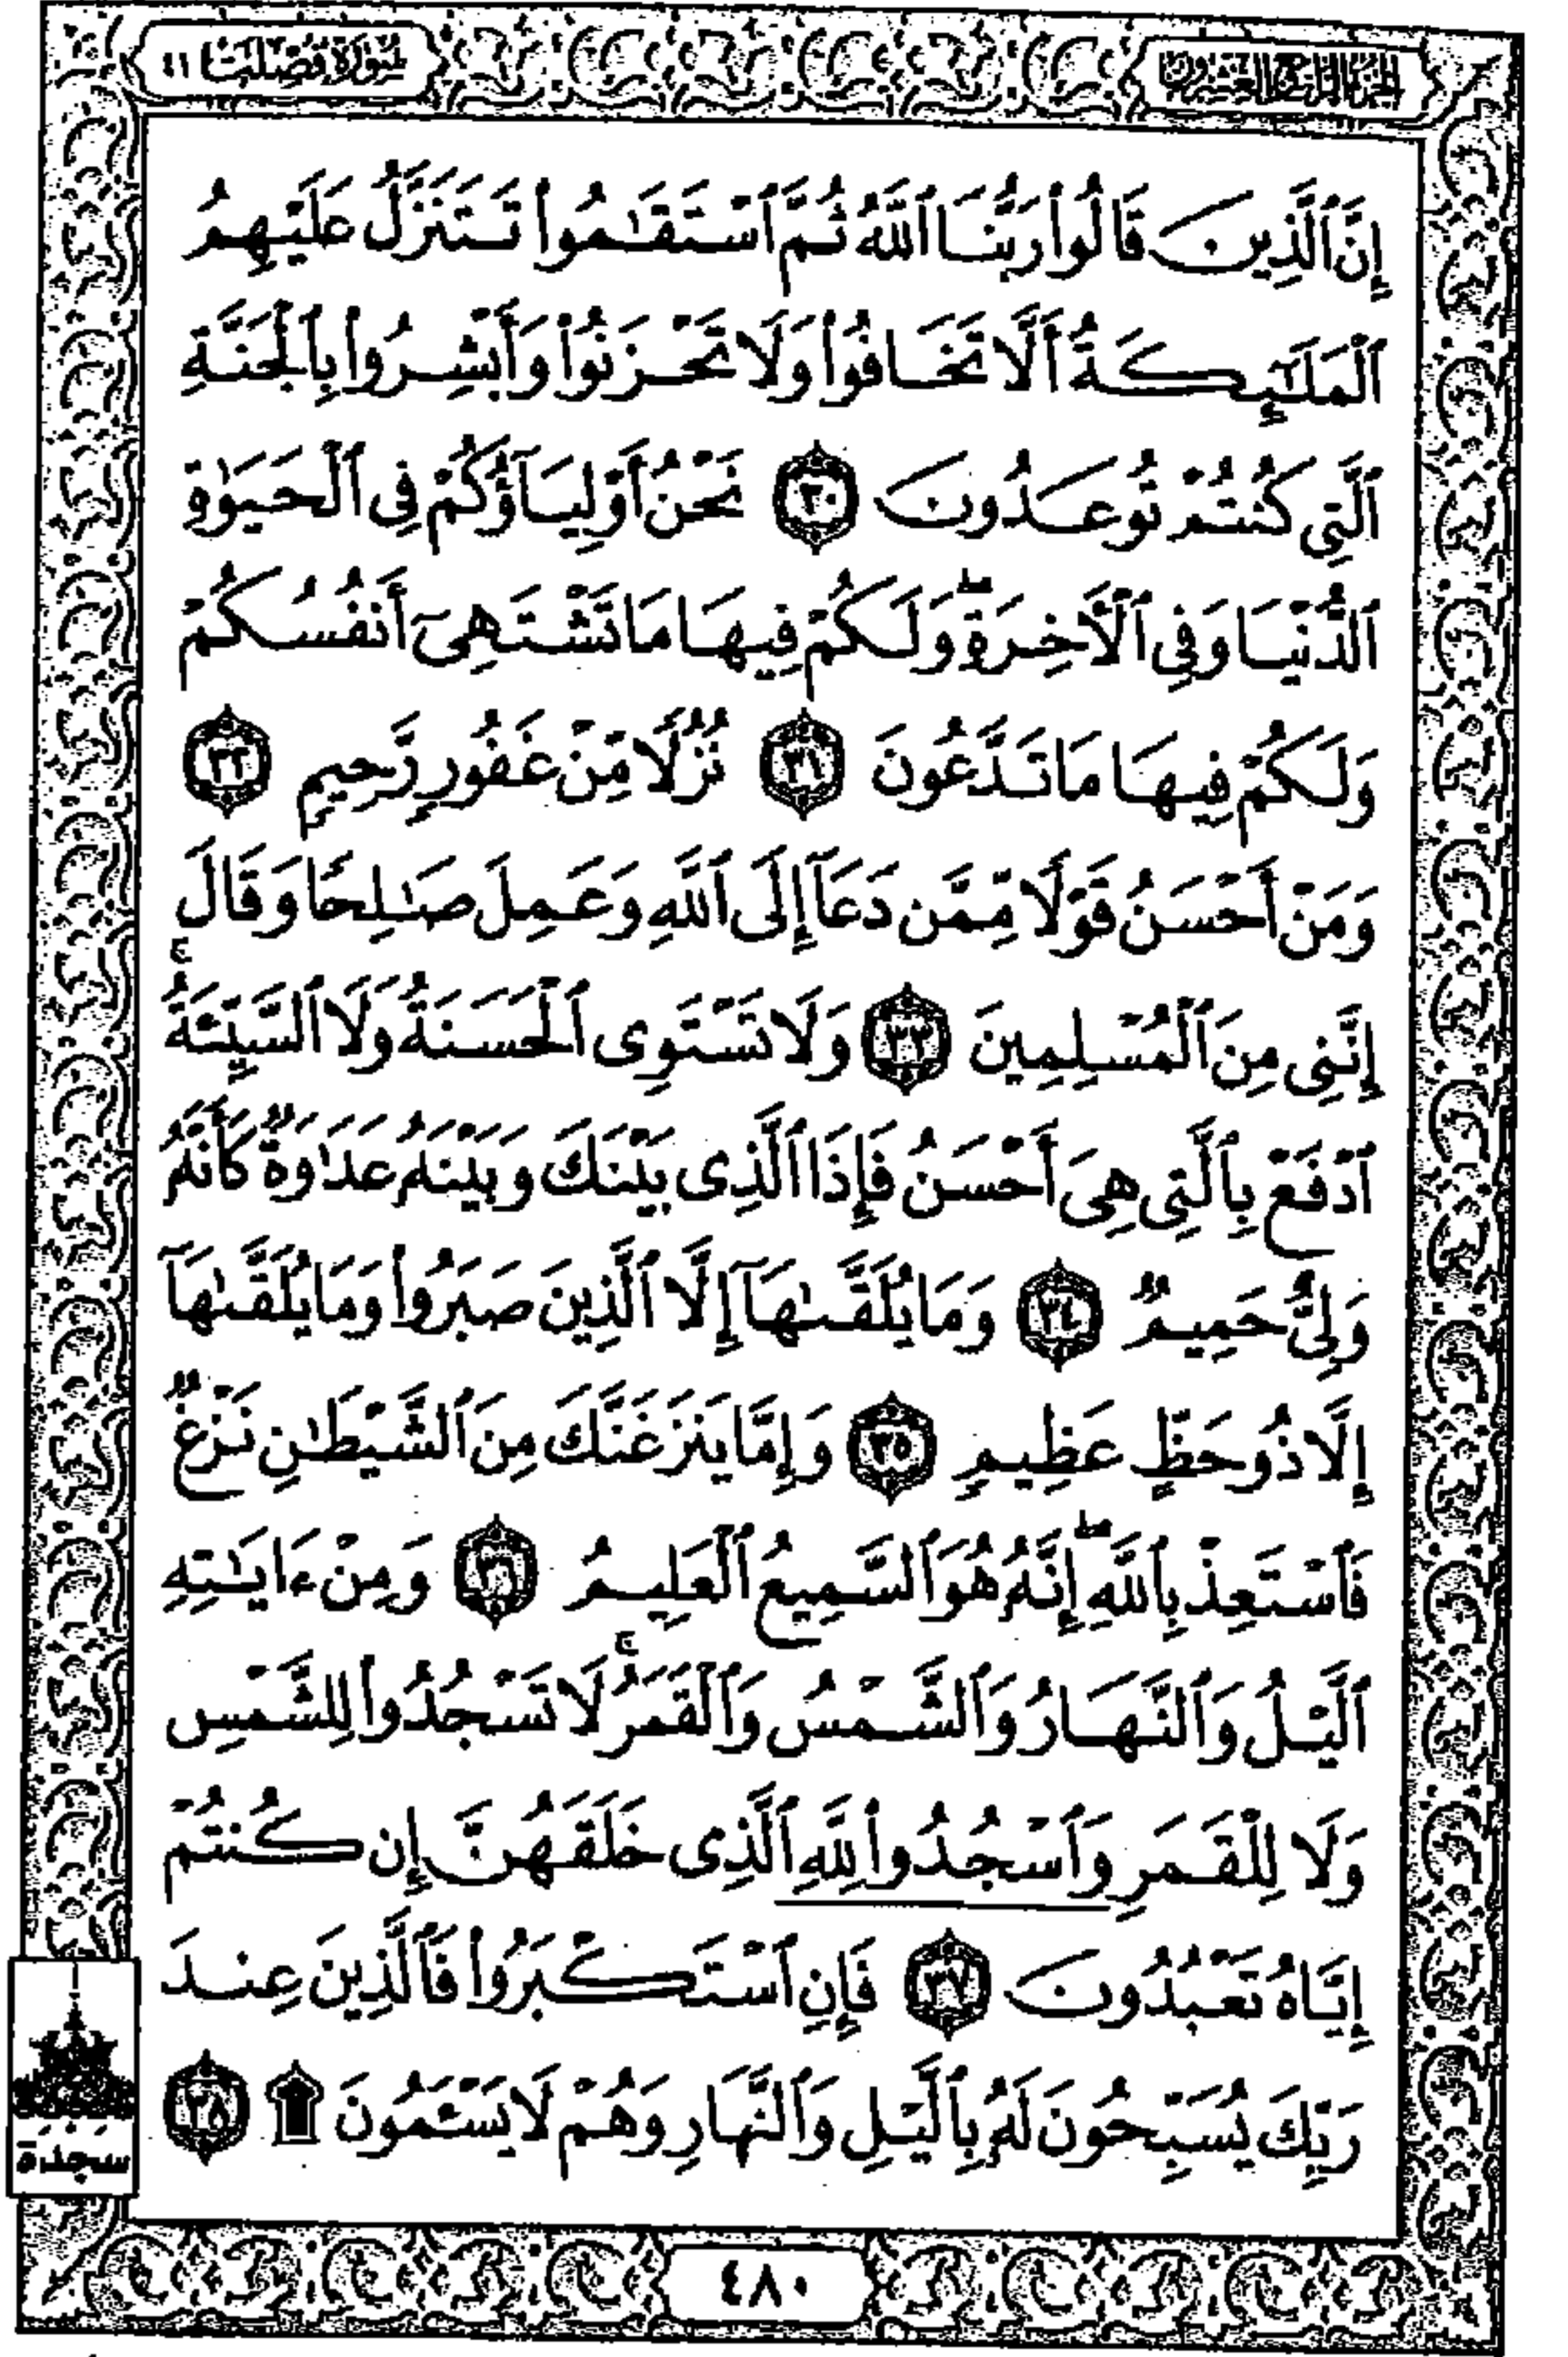 الجزء الرابع والعشرون
سورة فصلت ٤١
إِنَّ ٱلَّذِينَ قَالُوا۟ رَبُّنَا ٱللَّهُ ثُمَّ ٱسْتَقَـٰمُوا۟ تَتَنَزَّلُ عَلَيْهِمُ
ٱلْمَلَـٰٓئِكَةُ أَلَّا تَخَافُوا۟ وَلَا تَحْزَنُوا۟ وَأَبْشِرُوا۟ بِٱلْجَنَّةِ
ٱلَّتِى كُنتُمْ تُوعَدُونَ ٣٠ نَحْنُ أَوْلِيَآؤُكُمْ فِى ٱلْحَيَوٰةِ
ٱلدُّنْيَا وَفِى ٱلْـَٔاخِرَةِ ۖ وَلَكُمْ فِيهَا مَا تَشْتَهِىٓ أَنفُسُكُمْ
وَلَكُمْ فِيهَا مَا تَدَّعُونَ ٣١ نُزُلًا مِّنْ غَفُورٍ رَّحِيمٍ ٣٢
وَمَنْ أَحْسَنُ قَوْلًا مِّمَّن دَعَآ إِلَى ٱللَّهِ وَعَمِلَ صَـٰلِحًا وَقَالَ
إِنَّنِى مِنَ ٱلْمُسْلِمِينَ ٣٣ وَلَا تَسْتَوِى ٱلْحَسَنَةُ وَلَا ٱلسَّيِّئَةُ ۚ
ٱدْفَعْ بِٱلَّتِى هِىَ أَحْسَنُ فَإِذَا ٱلَّذِى بَيْنَكَ وَبَيْنَهُۥ عَدَٰوَةٌ كَأَنَّهُۥ
وَلِىٌّ حَمِيمٌ ٣٤ وَمَا يُلَقَّىٰهَآ إِلَّا ٱلَّذِينَ صَبَرُوا۟ وَمَا يُلَقَّىٰهَآ
إِلَّا ذُو حَظٍّ عَظِيمٍ ٣٥ وَإِمَّا يَنزَغَنَّكَ مِنَ ٱلشَّيْطَـٰنِ نَزْغٌ
فَٱسْتَعِذْ بِٱللَّهِ ۖ إِنَّهُۥ هُوَ ٱلسَّمِيعُ ٱلْعَلِيمُ ٣٦ وَمِنْ ءَايَـٰتِهِ
ٱلَّيْلُ وَٱلنَّهَارُ وَٱلشَّمْسُ وَٱلْقَمَرُ ۚ لَا تَسْجُدُوا۟ لِلشَّمْسِ
وَلَا لِلْقَمَرِ وَٱسْجُدُوا۟ لِلَّهِ ٱلَّذِى خَلَقَهُنَّ إِن كُنتُمْ
إِيَّاهُ تَعْبُدُونَ ٣٧ فَإِنِ ٱسْتَكْبَرُوا۟ فَٱلَّذِينَ عِندَ
رَبِّكَ يُسَبِّحُونَ لَهُۥ بِٱلَّيْلِ وَٱلنَّهَارِ وَهُمْ لَا يَسْـَٔمُونَ ۩ ٣٨
سَجدة
٤٨٠